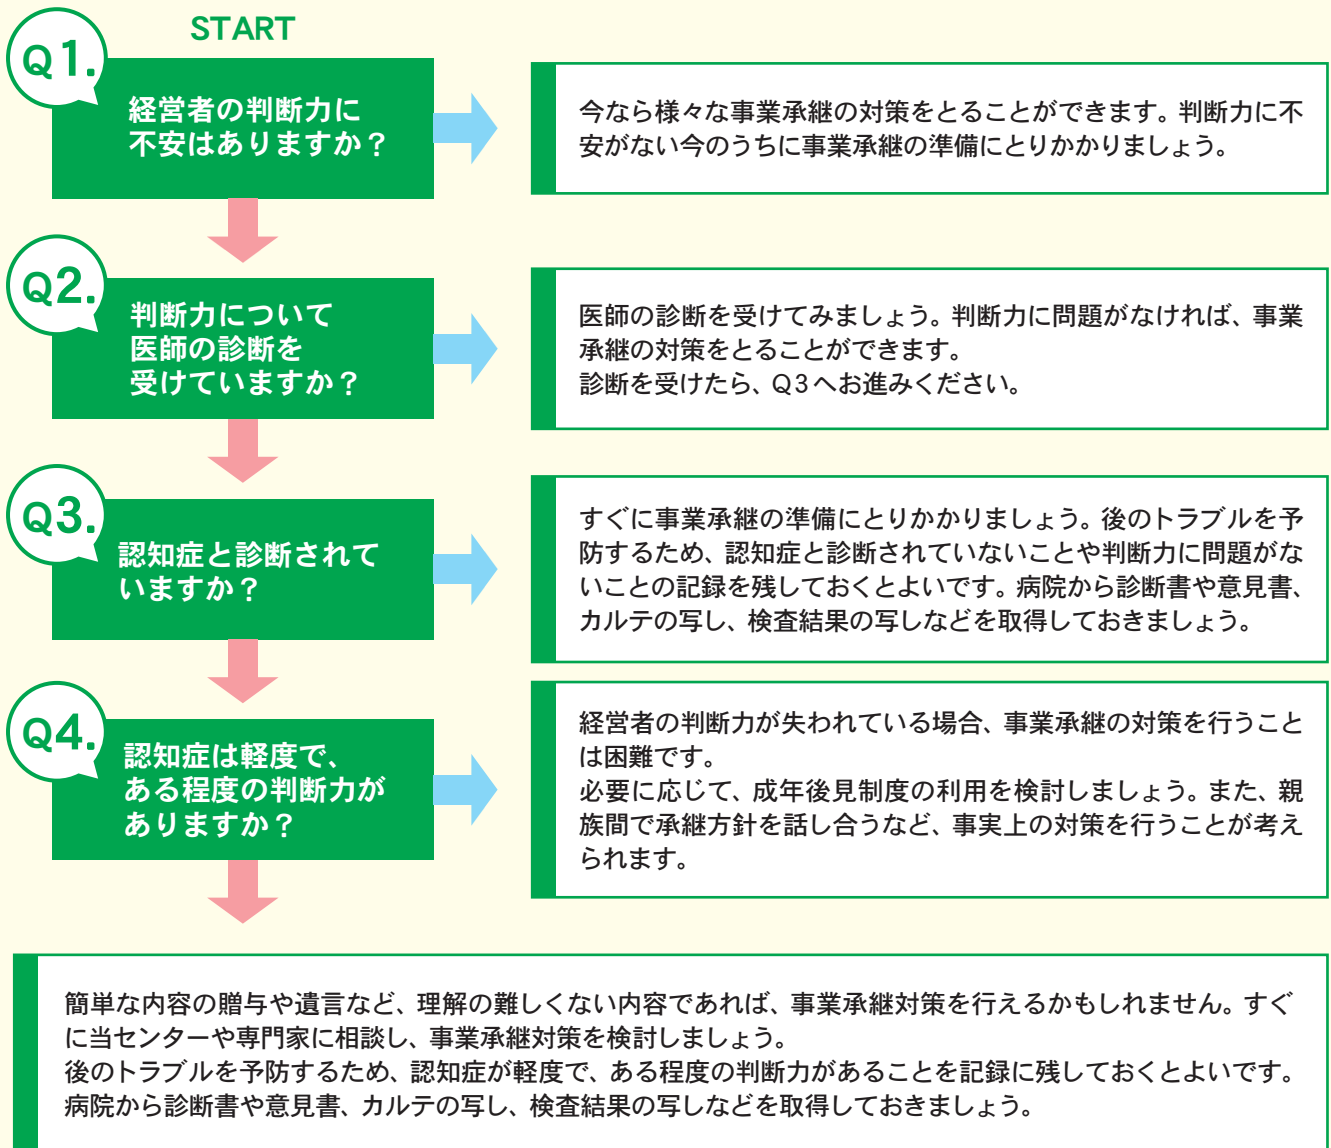 START
Q1.
経営者の判断力に
不安はありますか？
今なら様々な事業承継の対策をとることができます。判断力に不
安がない今のうちに事業承継の準備にとりかかりましょう。
Q2.
判断力について
医師の診断を
受けていますか？
医師の診断を受けてみましょう。判断力に問題がなければ、事業
承継の対策をとることができます。
診断を受けたら、Q3へお進みください。
Q3.
認知症と診断されて
いますか？
すぐに事業承継の準備にとりかかりましょう。後のトラブルを予
防するため、認知症と診断されていないことや判断力に問題がな
いことの記録を残しておくとよいです。病院から診断書や意見書、
カルテの写し、検査結果の写しなどを取得しておきましょう。
Q4.
認知症は軽度で、
ある程度の判断力が
ありますか？
経営者の判断力が失われている場合、事業承継の対策を行うこと
は困難です。
必要に応じて、成年後見制度の利用を検討しましょう。また、親
族間で承継方針を話し合うなど、事実上の対策を行うことが考え
られます。
簡単な内容の贈与や遺言など、理解の難しくない内容であれば、事業承継対策を行えるかもしれません。すぐ
に当センターや専門家に相談し、事業承継対策を検討しましょう。
後のトラブルを予防するため、認知症が軽度で、ある程度の判断力があることを記録に残しておくとよいです。
病院から診断書や意見書、カルテの写し、検査結果の写しなどを取得しておきましょう。